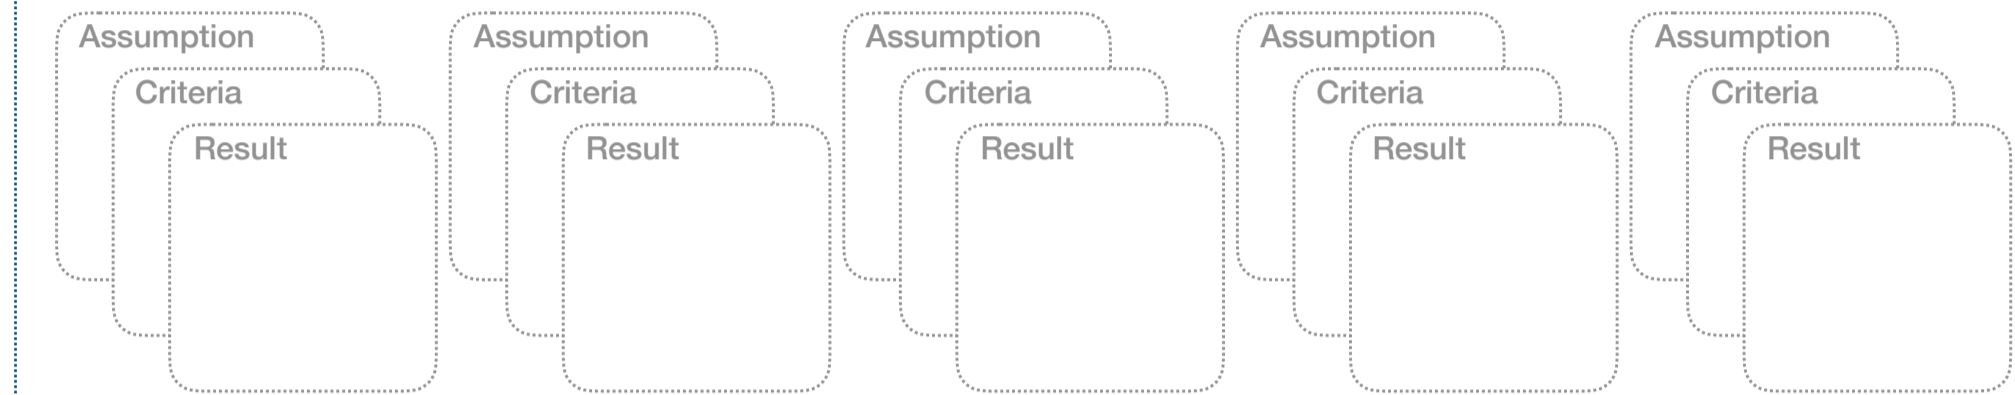 Assumption Assumption Assumption Assumption Assumption
Criteria Criteria Criteria Criteria Criteria
Result Result Result Result Result